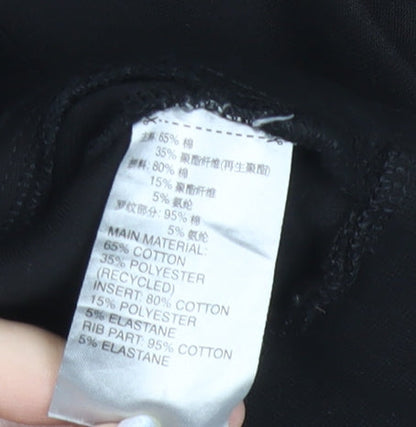 主料: 65% 棉
35% 聚酯纤维(再生聚酯)
拼料: 80% 棉
15% 聚酯纤维
5% 氨纶
罗纹部分: 95% 棉
5% 氨纶
MAIN MATERIAL:
65% COTTON
35% POLYESTER
(RECYCLED)
INSERT: 80% COTTON
15% POLYESTER
5% ELASTANE
RIB PART: 95% COTTON
5% ELASTANE